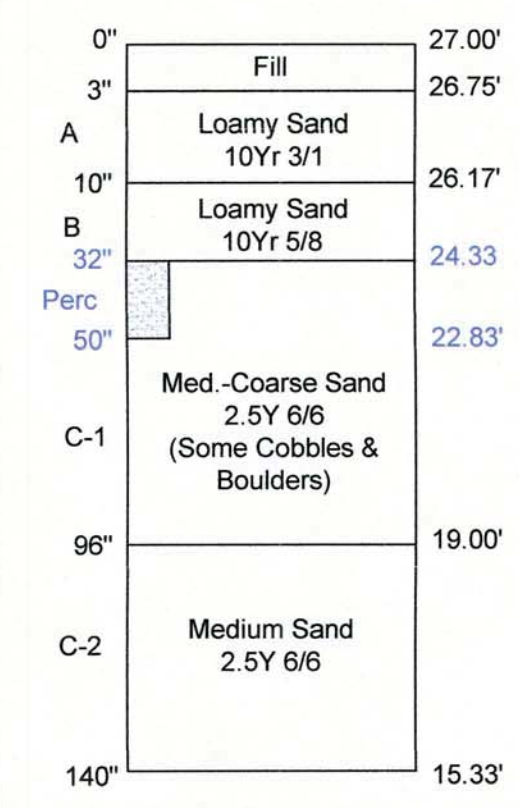 0" 27.00'
Fill
3" 26.75'
A
Loamy Sand
10Yr 3/1
10" 26.17'
B
Loamy Sand
10Yr 5/8
32" 24.33
Perc
50" 22.83'
C-1
Med.-Coarse Sand
2.5Y 6/6
(Some Cobbles &
Boulders)
96" 19.00'
C-2
Medium Sand
2.5Y 6/6
140" 15.33'